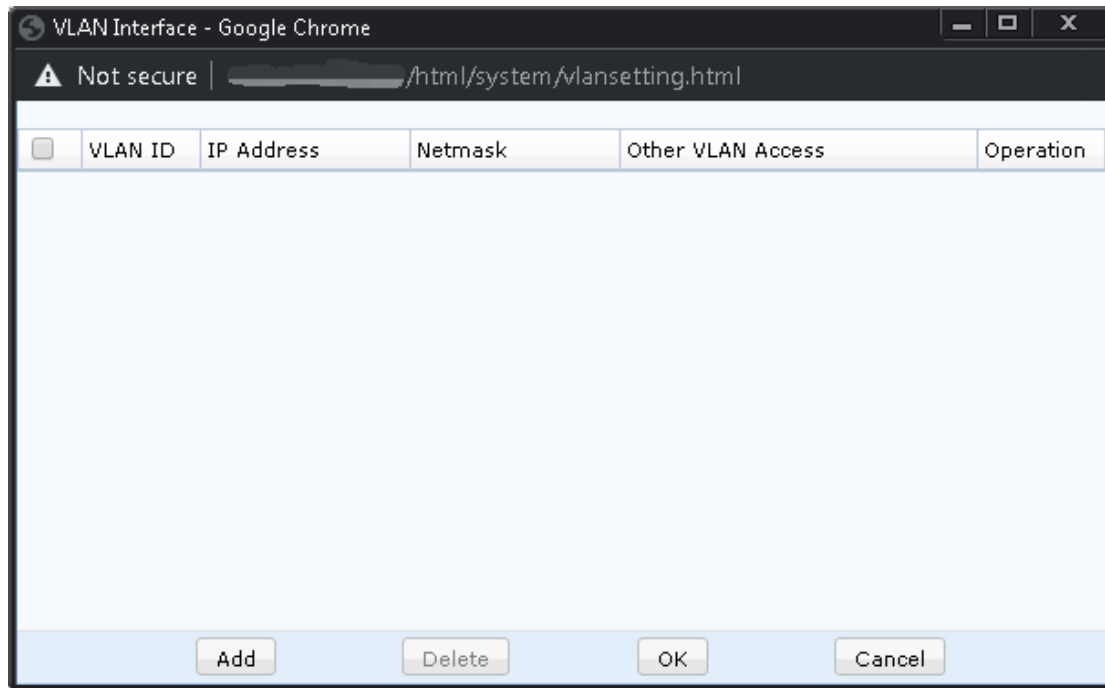 VLAN Interface - Google Chrome
Not secure | /html/system/vlansetting.html
VLAN ID IP Address Netmask Other VLAN Access Operation
Add Delete OK Cancel